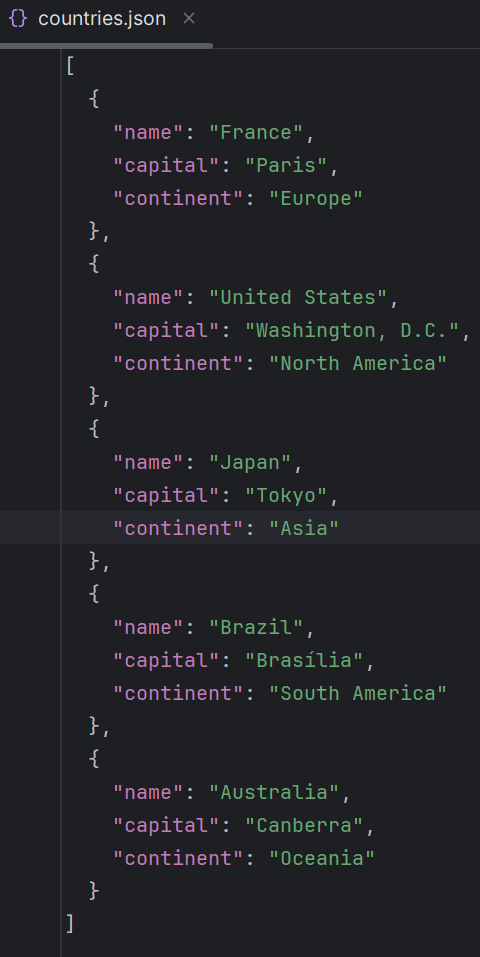 {} countries.json ×
[
  {
    "name": "France",
    "capital": "Paris",
    "continent": "Europe"
  },
  {
    "name": "United States",
    "capital": "Washington, D.C.",
    "continent": "North America"
  },
  {
    "name": "Japan",
    "capital": "Tokyo",
    "continent": "Asia"
  },
  {
    "name": "Brazil",
    "capital": "Brasília",
    "continent": "South America"
  },
  {
    "name": "Australia",
    "capital": "Canberra",
    "continent": "Oceania"
  }
]